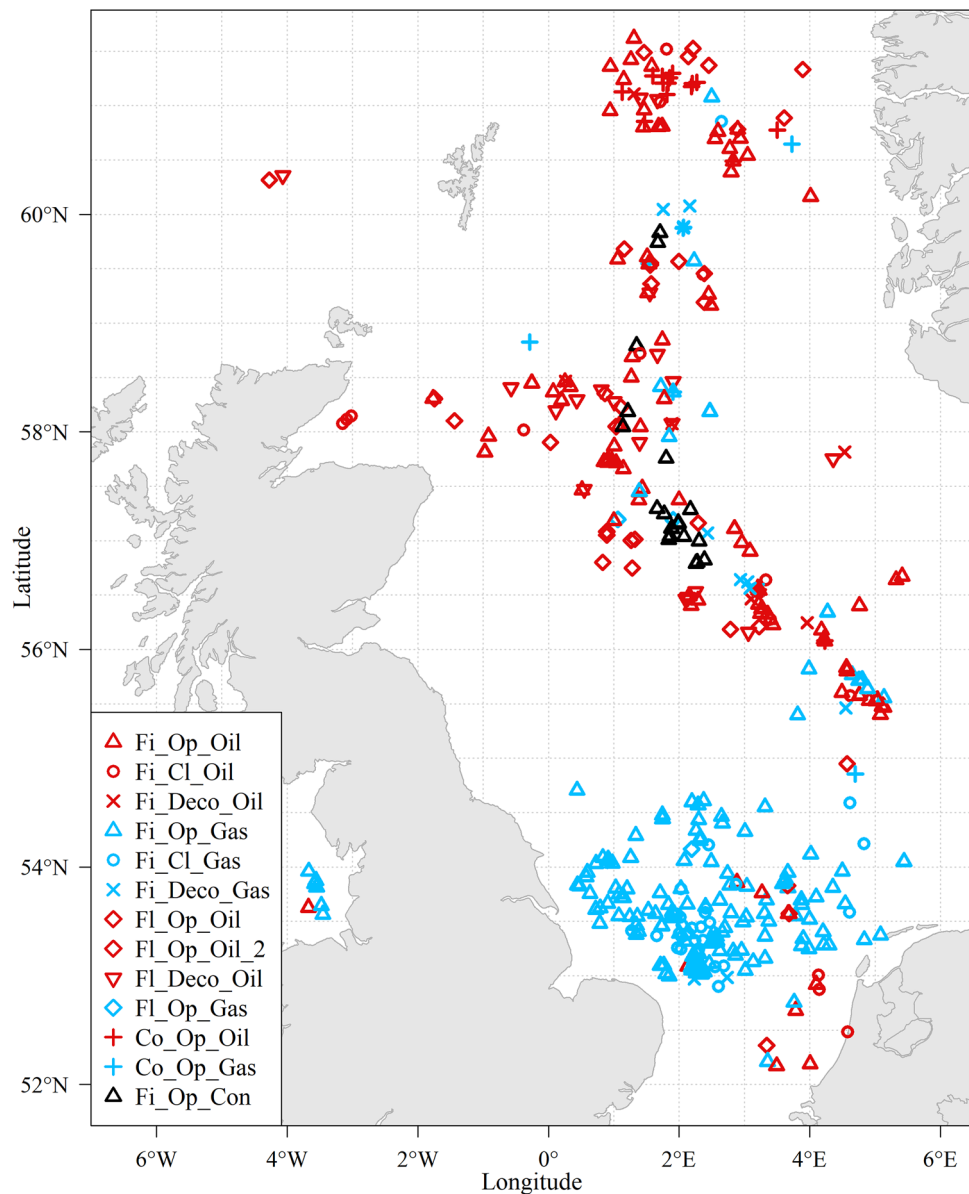 60°N
58°N
56°N
54°N
52°N
Latitude
Fi_Op_Oil
Fi_Cl_Oil
Fi_Deco_Oil
Fi_Op_Gas
Fi_Cl_Gas
Fi_Deco_Gas
Fl_Op_Oil
Fl_Op_Oil_2
Fl_Deco_Oil
Fl_Op_Gas
Co_Op_Oil
Co_Op_Gas
Fi_Op_Con
6°W 4°W 2°W 0° 2°E 4°E 6°E
Longitude